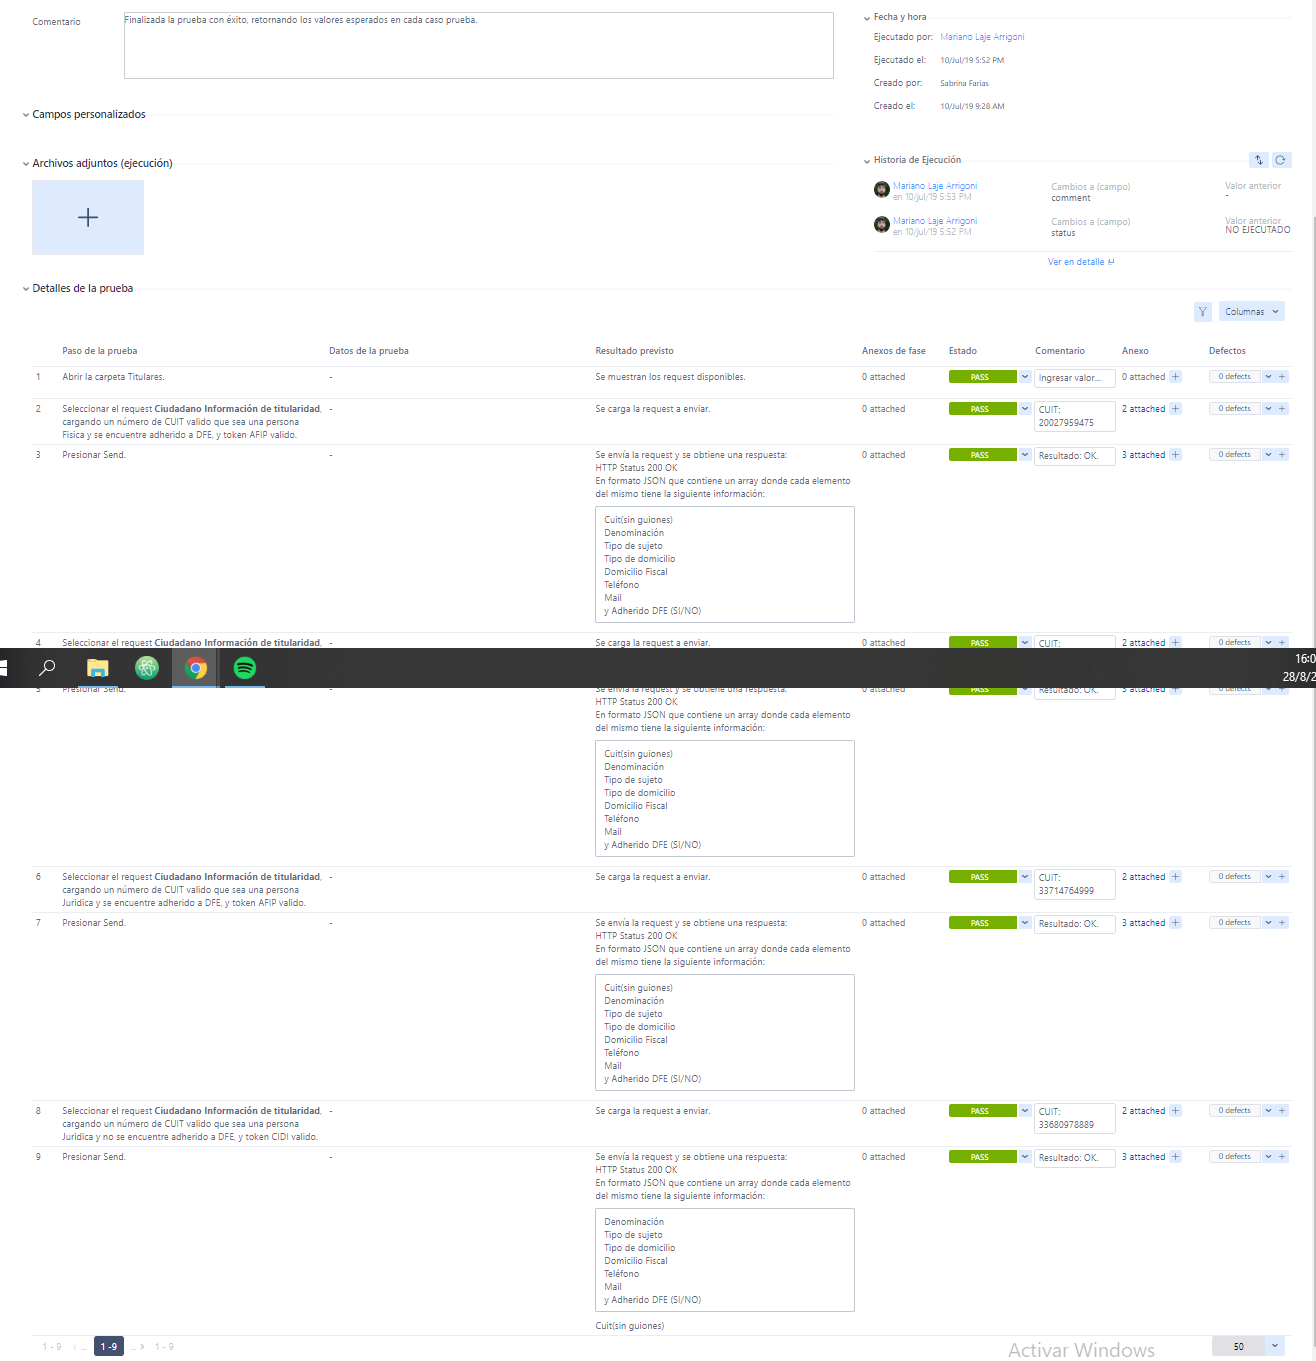 Comentario
Finalizada la prueba con éxito, retornando los valores esperados en cada caso prueba.
Fecha y hora
Ejecutado por: Mariano Laje Arrigoni
Ejecutado el: 10/Jul/19 5:52 PM
Creado por: Sabrina Farias
Creado el: 10/Jul/19 9:28 AM
Campos personalizados
Archivos adjuntos (ejecución)
Historia de Ejecución
Mariano Laje Arrigoni Cambios a (campo) Valor anterior
en 10/jul/19 5:53 PM comment -
Mariano Laje Arrigoni Cambios a (campo) Valor anterior
en 10/jul/19 5:52 PM status NO EJECUTADO
Ver en detalle
Detalles de la prueba
Columnas
Paso de la prueba Datos de la prueba Resultado previsto Anexos de fase Estado Comentario Anexo Defectos
1 Abrir la carpeta Titulares. - Se muestran los request disponibles. 0 attached PASS Ingresar valor... 0 attached 0 defects
2 Seleccionar el request Ciudadano Información de titularidad, - Se carga la request a enviar. 0 attached PASS CUIT: 2 attached 0 defects
cargando un número de CUIT valido que sea una persona 20027959475
Fisica y se encuentre adherido a DFE, y token AFIP valido.
3 Presionar Send. - Se envía la request y se obtiene una respuesta: 0 attached PASS Resultado: OK. 3 attached 0 defects
HTTP Status 200 OK
En formato JSON que contiene un array donde cada elemento
del mismo tiene la siguiente información:
Cuit(sin guiones)
Denominación
Tipo de sujeto
Tipo de domicilio
Domicilio Fiscal
Teléfono
Mail
y Adherido DFE (SI/NO)
4 Seleccionar el request Ciudadano Información de titularidad, - Se carga la request a enviar. 0 attached PASS CUIT: 2 attached 0 defects
16:0
28/8/2
5 Presionar Send. - Se envía la request y se obtiene una respuesta: 0 attached PASS Resultado: OK. 3 attached 0 defects
HTTP Status 200 OK
En formato JSON que contiene un array donde cada elemento
del mismo tiene la siguiente información:
Cuit(sin guiones)
Denominación
Tipo de sujeto
Tipo de domicilio
Domicilio Fiscal
Teléfono
Mail
y Adherido DFE (SI/NO)
6 Seleccionar el request Ciudadano Información de titularidad, - Se carga la request a enviar. 0 attached PASS CUIT: 2 attached 0 defects
cargando un número de CUIT valido que sea una persona 33714764999
Juridica y se encuentre adherido a DFE, y token AFIP valido.
7 Presionar Send. - Se envía la request y se obtiene una respuesta: 0 attached PASS Resultado: OK. 3 attached 0 defects
HTTP Status 200 OK
En formato JSON que contiene un array donde cada elemento
del mismo tiene la siguiente información:
Cuit(sin guiones)
Denominación
Tipo de sujeto
Tipo de domicilio
Domicilio Fiscal
Teléfono
Mail
y Adherido DFE (SI/NO)
8 Seleccionar el request Ciudadano Información de titularidad, - Se carga la request a enviar. 0 attached PASS CUIT: 2 attached 0 defects
cargando un número de CUIT valido que sea una persona 33680978889
Juridica y no se encuentre adherido a DFE, y token CIDI valido.
9 Presionar Send. - Se envía la request y se obtiene una respuesta: 0 attached PASS Resultado: OK. 3 attached 0 defects
HTTP Status 200 OK
En formato JSON que contiene un array donde cada elemento
del mismo tiene la siguiente información:
Denominación
Tipo de sujeto
Tipo de domicilio
Domicilio Fiscal
Teléfono
Mail
y Adherido DFE (SI/NO)
Cuit(sin guiones)
1 - 9 ... 1 -9 ... 1 - 9 50
Activar Windows